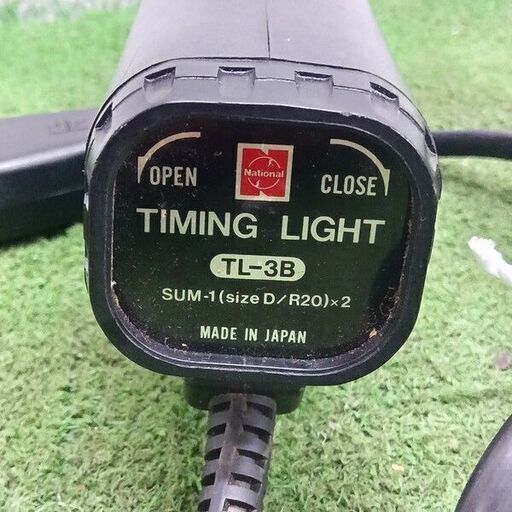 National
OPEN CLOSE
TIMING LIGHT
TL-3B
SUM-1 (size D/R20)×2
MADE IN JAPAN